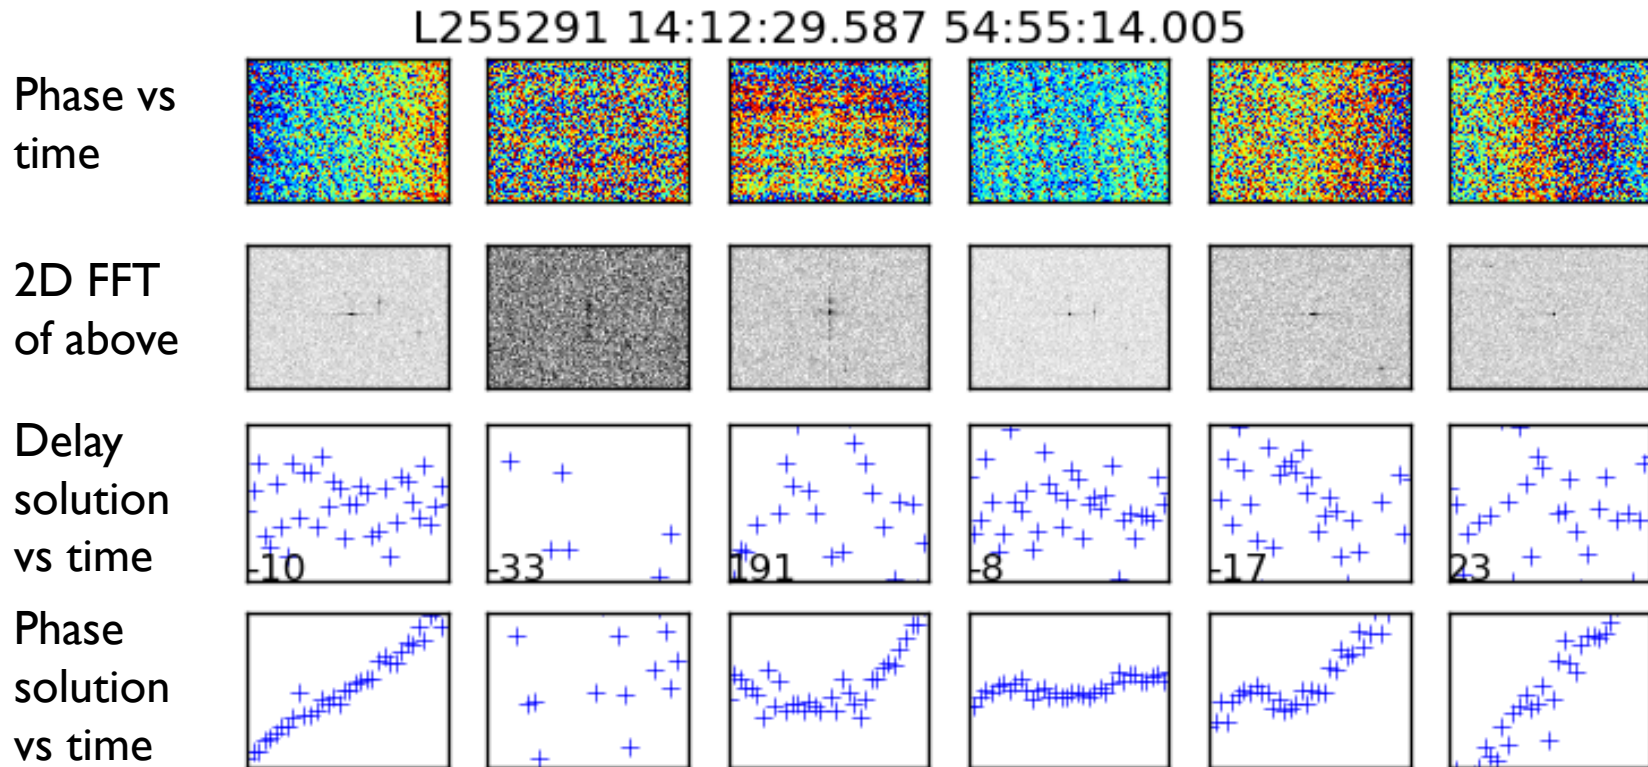 L255291 14:12:29.587 54:55:14.005
Phase vs
time
2D FFT
of above
Delay
solution
vs time
-10 -33 191 -8 -17 23
Phase
solution
vs time